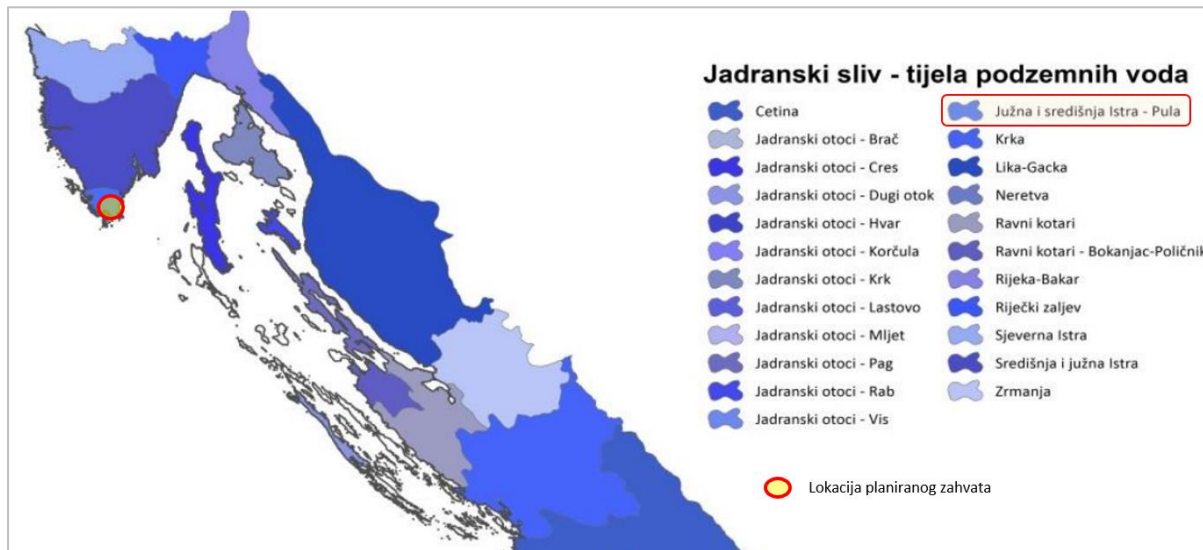 Jadranski sliv - tijela podzemnih voda
Cetina
Jadranski otoci - Brač
Jadranski otoci - Cres
Jadranski otoci - Dugi otok
Jadranski otoci - Hvar
Jadranski otoci - Korčula
Jadranski otoci - Krk
Jadranski otoci - Lastovo
Jadranski otoci - Mljet
Jadranski otoci - Pag
Jadranski otoci - Rab
Jadranski otoci - Vis
Južna i središnja Istra - Pula
Krka
Lika-Gacka
Neretva
Ravni kotari
Ravni kotari - Bokanjac-Poličnik
Rijeka-Bakar
Riječki zaljev
Sjeverna Istra
Središnja i južna Istra
Zrmanja
Lokacija planiranog zahvata